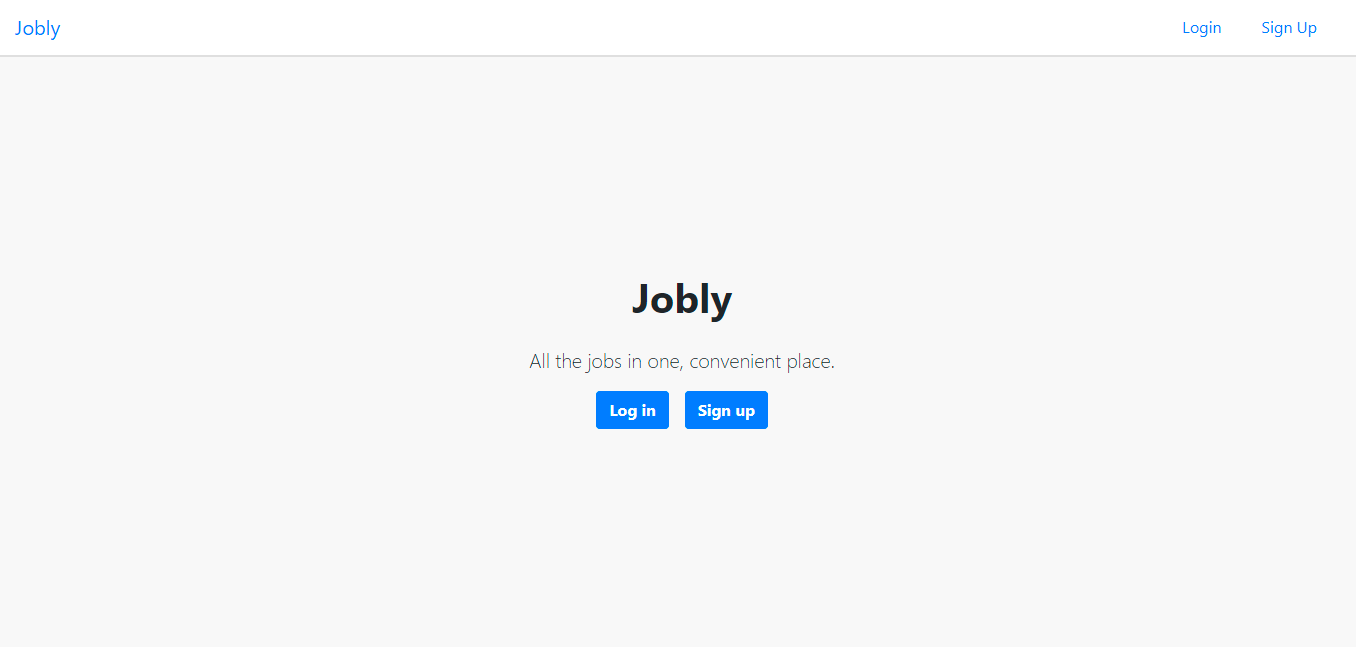 Jobly Login Sign Up
Jobly
All the jobs in one, convenient place.
Log in Sign up